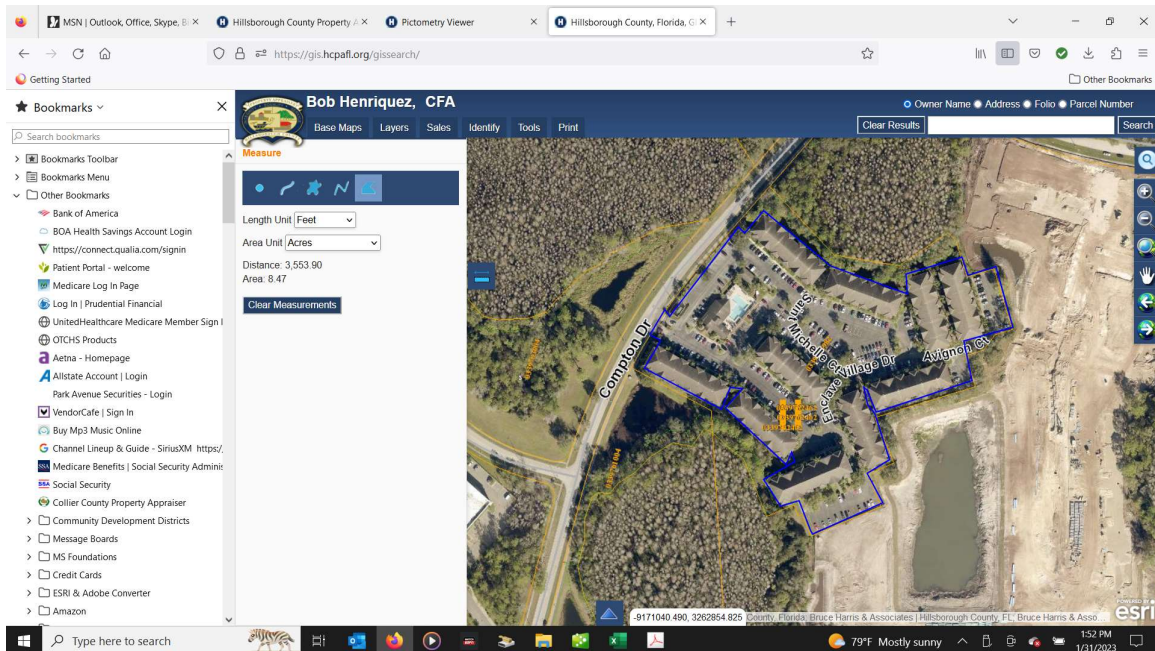 MSN | Outlook, Office, Skype, B
Hillsborough County Property A
Pictometry Viewer
Hillsborough County, Florida, G
https://gis.hcpafl.org/gissearch/
Getting Started
Other Bookmarks
Bookmarks
Search bookmarks
Bookmarks Toolbar
Bookmarks Menu
Other Bookmarks
Bank of America
BOA Health Savings Account Login
https://connect.qualia.com/signin
Patient Portal - welcome
Medicare Log In Page
Log In | Prudential Financial
UnitedHealthcare Medicare Member Sign I
OTCHS Products
Aetna - Homepage
Allstate Account | Login
Park Avenue Securities - Login
VendorCafe | Sign In
Buy Mp3 Music Online
Channel Lineup & Guide - SiriusXM https:/
Medicare Benefits | Social Security Adminis
Social Security
Collier County Property Appraiser
Community Development Districts
Message Boards
MS Foundations
Credit Cards
ESRI & Adobe Converter
Amazon
Bob Henriquez, CFA
Base Maps Layers Sales Identify Tools Print
Owner Name Address Folio Parcel Number
Clear Results
Search
Measure
Length Unit Feet
Area Unit Acres
Distance: 3,553.90
Area: 8.47
Clear Measurements
Compton Dr
Saint Michelle Ct
Enclave Village Dr
Avignon Ct
-9171040.490, 3262854.825
County, Florida, Bruce Harris & Associates | Hillsborough County, FL, Bruce Harris & Asso...
POWERED BY
esri
Type here to search
79°F Mostly sunny
1:52 PM
1/31/2023